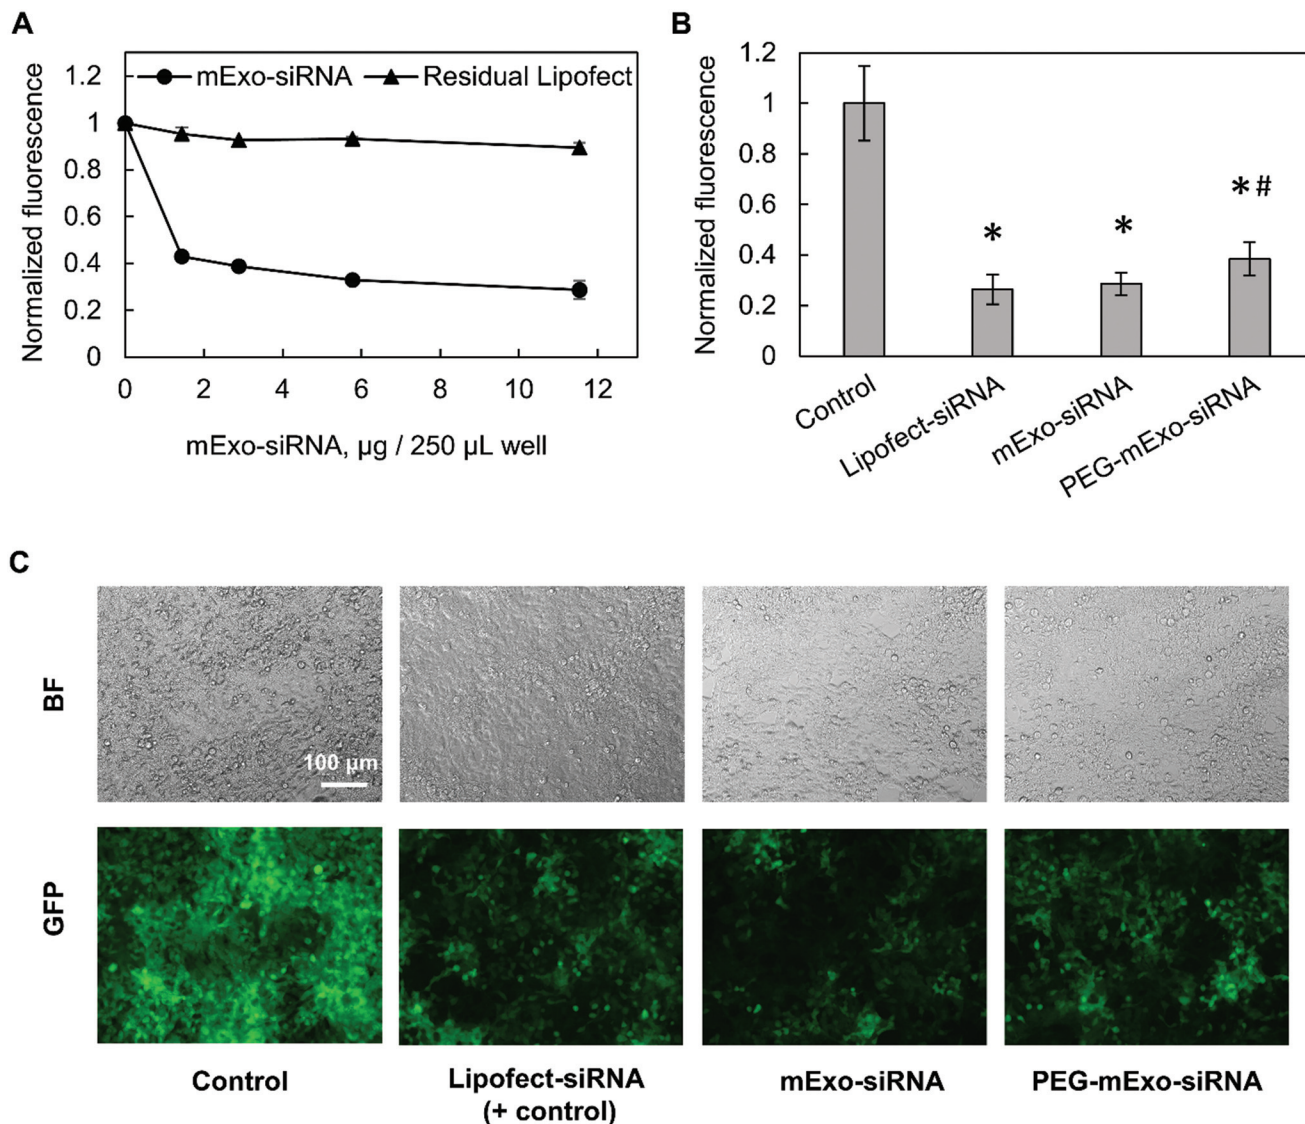 A
Normalized fluorescence
1.2
1
0.8
0.6
0.4
0.2
0
mExo-siRNA
Residual Lipofect
0 2 4 6 8 10 12
mExo-siRNA, µg / 250 µL well
B
Normalized fluorescence
1.2
1
0.8
0.6
0.4
0.2
0
*
*
* #
Control
Lipofect-siRNA
mExo-siRNA
PEG-mExo-siRNA
C
BF
100 µm
GFP
Control
Lipofect-siRNA
(+ control)
mExo-siRNA
PEG-mExo-siRNA